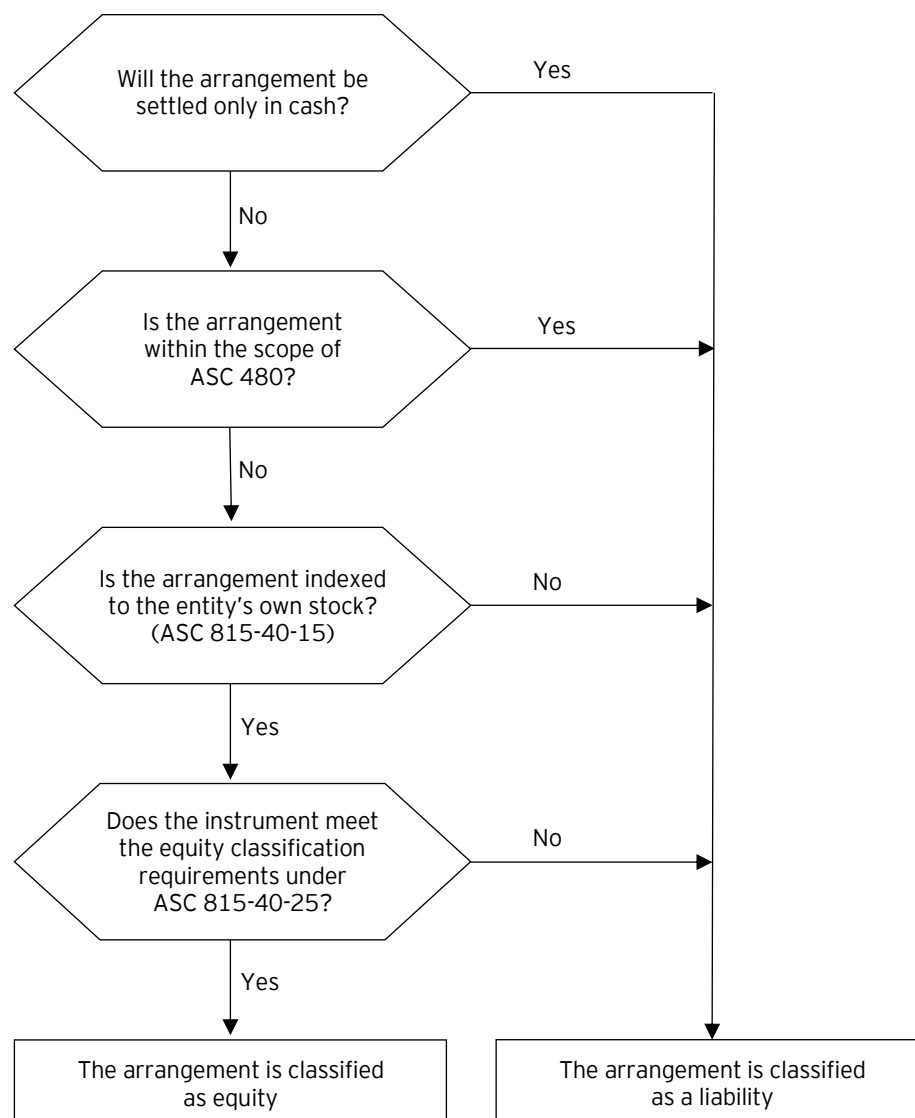 Will the arrangement be
settled only in cash?
Yes
No
Is the arrangement
within the scope of
ASC 480?
Yes
No
Is the arrangement indexed
to the entity's own stock?
(ASC 815-40-15)
No
Yes
Does the instrument meet
the equity classification
requirements under
ASC 815-40-25?
No
Yes
The arrangement is classified
as equity
The arrangement is classified
as a liability